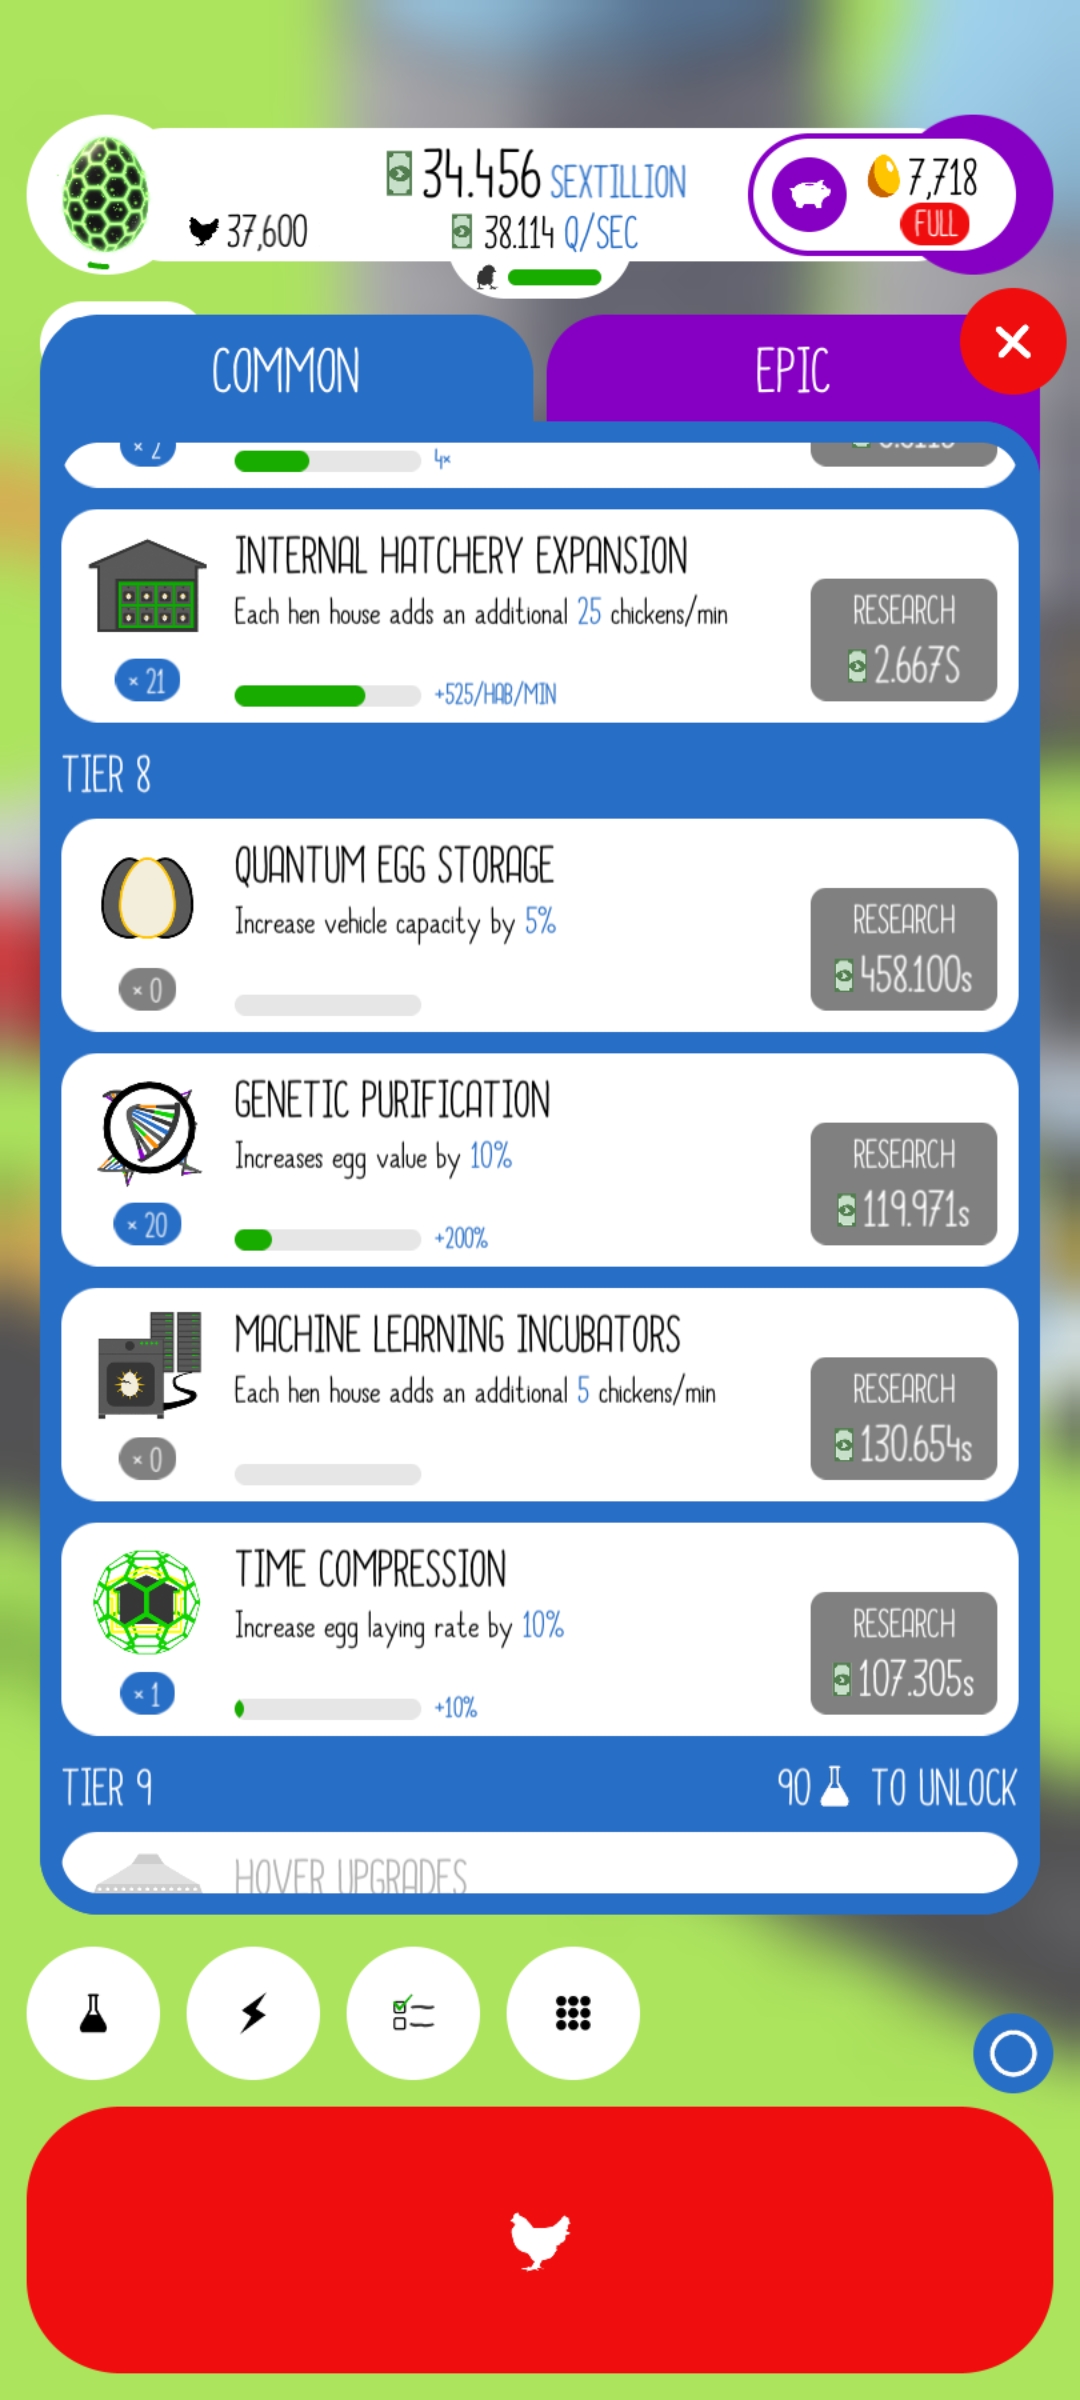 34.456 SEXTILLION
7,718
37,600
38.114 Q/SEC
FULL
COMMON
EPIC
× 2
4×
INTERNAL HATCHERY EXPANSION
Each hen house adds an additional 25 chickens/min
RESEARCH
2.667S
× 21
+525/HAB/MIN
TIER 8
QUANTUM EGG STORAGE
Increase vehicle capacity by 5%
RESEARCH
458.100s
× 0
GENETIC PURIFICATION
Increases egg value by 10%
RESEARCH
119.971s
× 20
+200%
MACHINE LEARNING INCUBATORS
Each hen house adds an additional 5 chickens/min
RESEARCH
130.654s
× 0
TIME COMPRESSION
Increase egg laying rate by 10%
RESEARCH
107.305s
× 1
+10%
TIER 9
90 TO UNLOCK
HOVER UPGRADES